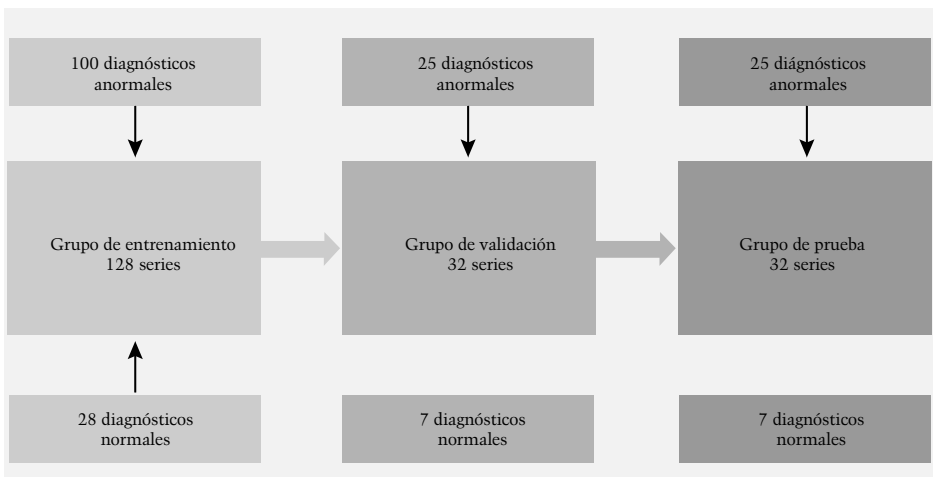 100 diagnósticos
anormales
25 diagnósticos
anormales
25 diágnósticos
anormales
Grupo de entrenamiento
128 series
Grupo de validación
32 series
Grupo de prueba
32 series
28 diagnósticos
normales
7 diagnósticos
normales
7 diagnósticos
normales